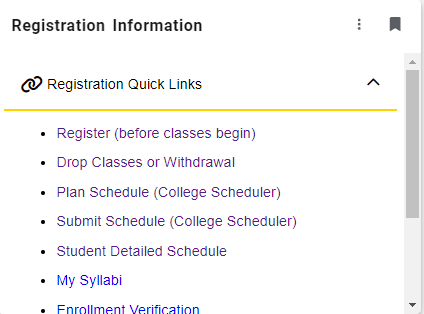 Registration Information
Registration Quick Links
Register (before classes begin)
Drop Classes or Withdrawal
Plan Schedule (College Scheduler)
Submit Schedule (College Scheduler)
Student Detailed Schedule
My Syllabi
Enrollment Verification